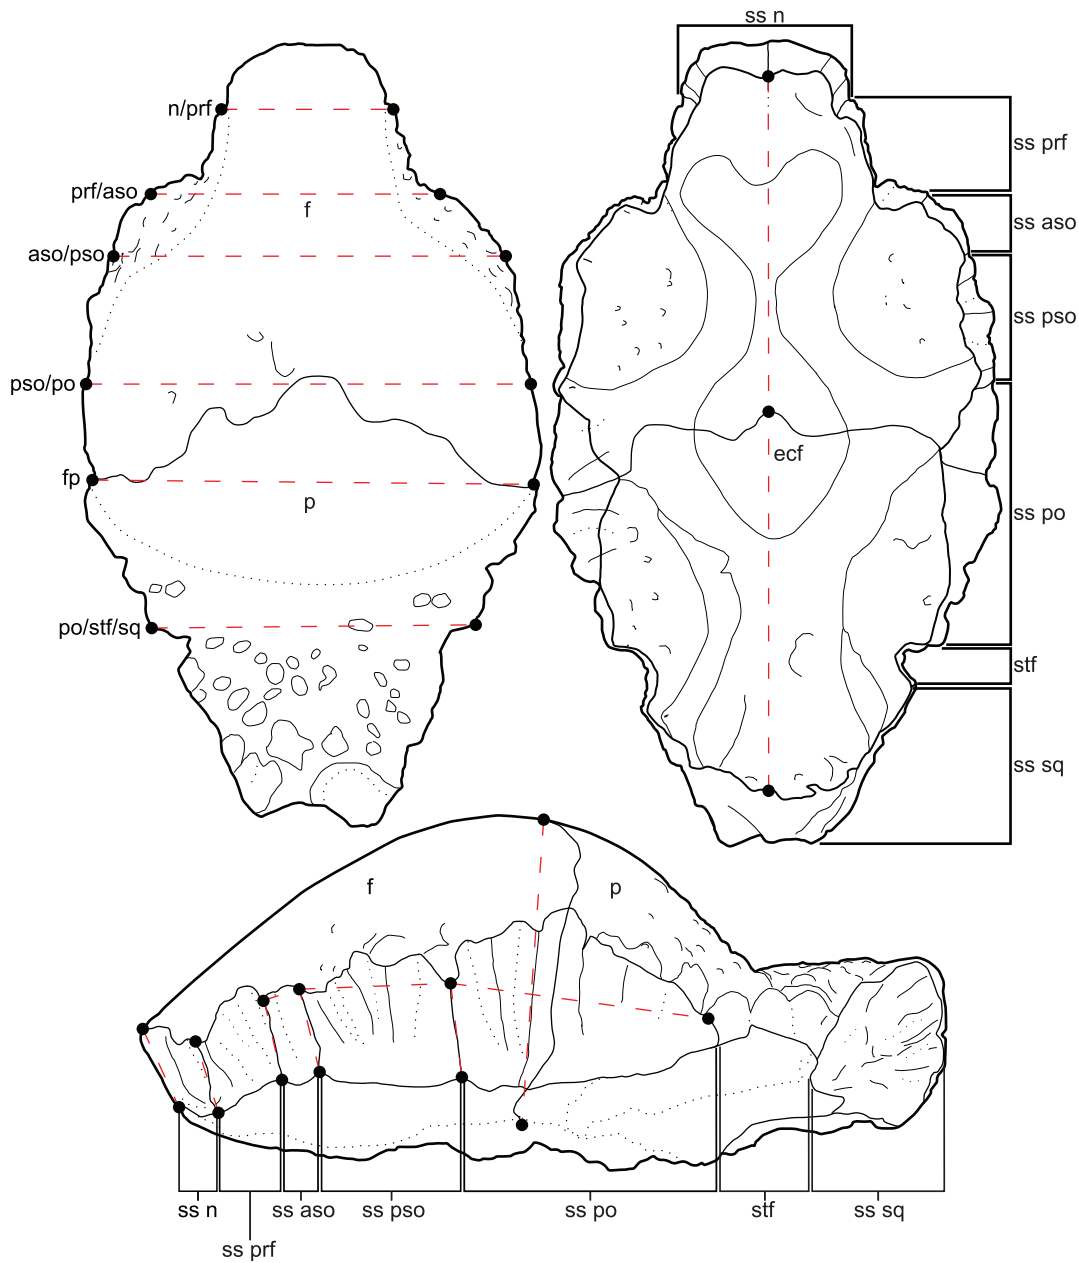 ss n
n/prf
ss prf
prf/aso
f
ss aso
aso/pso
ss pso
pso/po
ecf
fp
p
ss po
po/stf/sq
stf
ss sq
f
p
ss n
ss aso
ss pso
ss po
stf
ss sq
ss prf